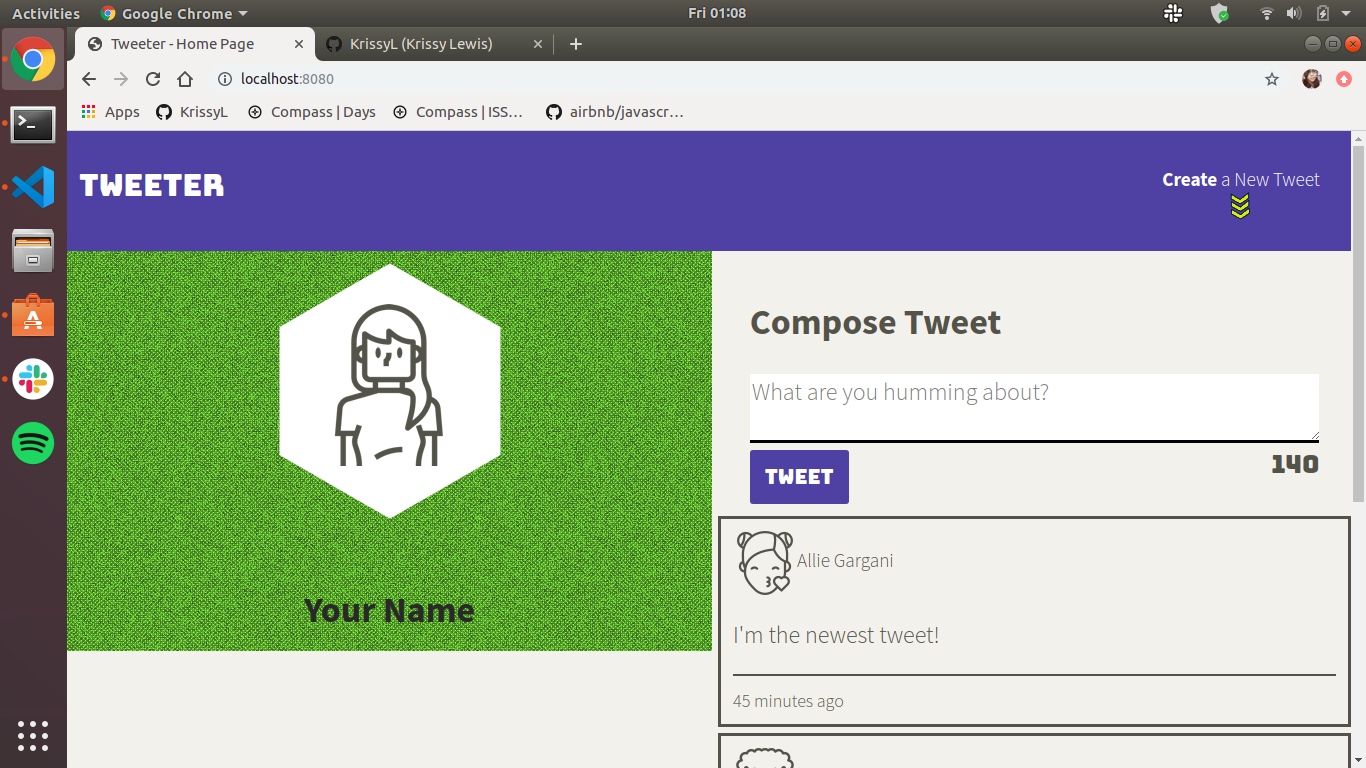 Activities
Google Chrome
Fri 01:08
Tweeter - Home Page
KrissyL (Krissy Lewis)
localhost:8080
Apps
KrissyL
Compass | Days
Compass | ISS...
airbnb/javascr...
TWEETER
Create a New Tweet
Compose Tweet
What are you humming about?
TWEET
140
Your Name
Allie Gargani
I'm the newest tweet!
45 minutes ago